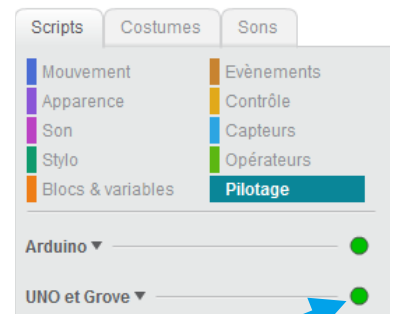 Scripts Costumes Sons
Mouvement Evènements
Apparence Contrôle
Son Capteurs
Stylo Opérateurs
Blocs & variables Pilotage
Arduino
UNO et Grove